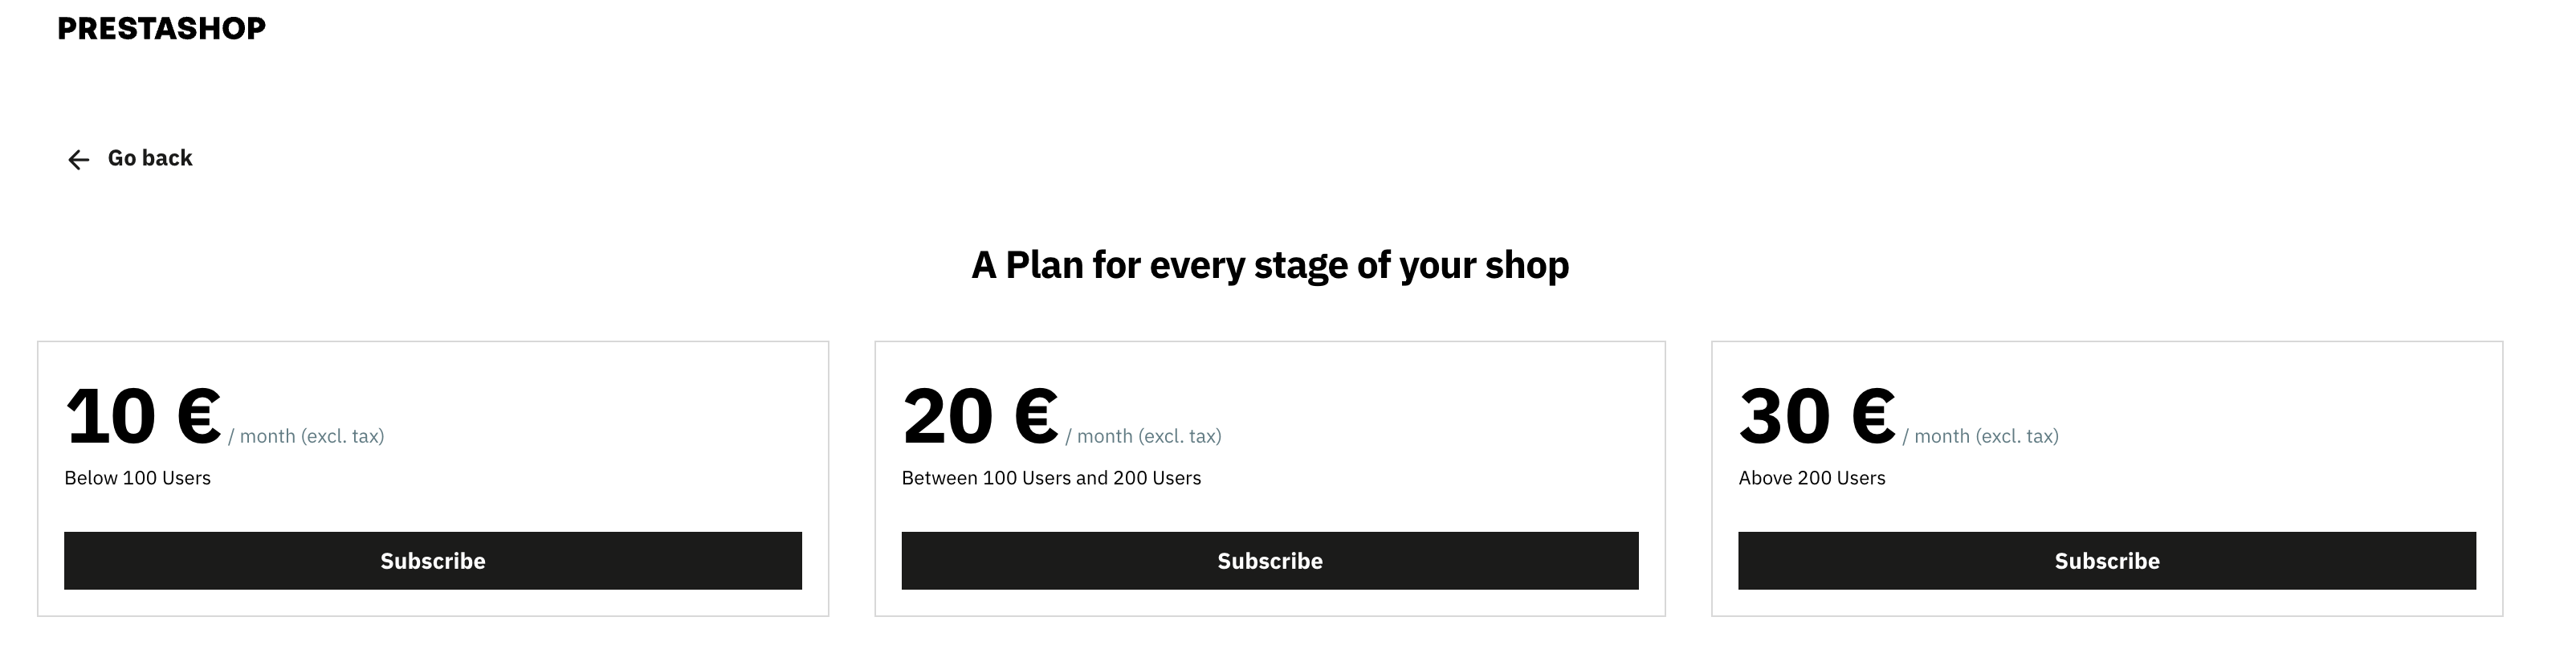 PRESTASHOP
← Go back
A Plan for every stage of your shop
10 € / month (excl. tax)
Below 100 Users
Subscribe
20 € / month (excl. tax)
Between 100 Users and 200 Users
Subscribe
30 € / month (excl. tax)
Above 200 Users
Subscribe